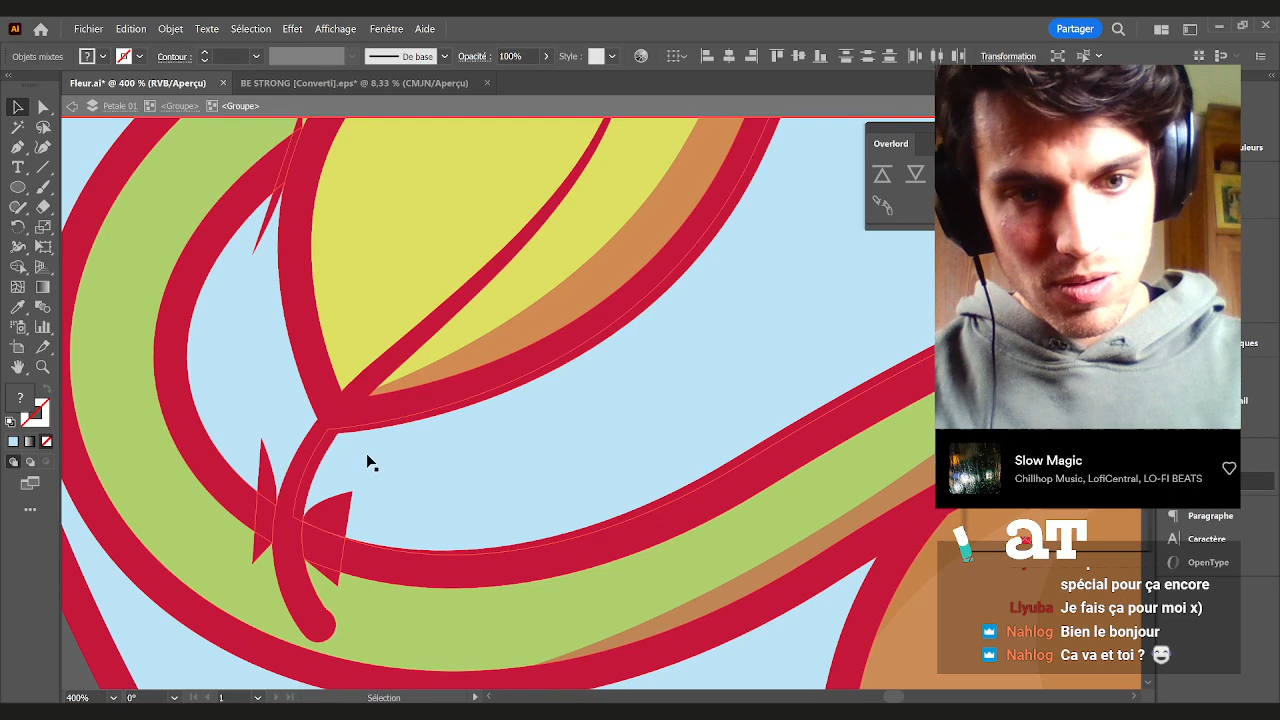 Ai
Fichier Edition Objet Texte Sélection Effet Affichage Fenêtre Aide
Partager
Objets mixtes
?
Contour :
De base
Opacité : 100%
Style :
Transformation
Fleur.ai* @ 400 % (RVB/Aperçu) ×
BE STRONG [Converti].eps* @ 8,33 % (CMJN/Aperçu) ×
Petale 01 <Groupe> <Groupe>
Overlord
T
?
Slow Magic
Chillhop Music, LofiCentral, LO-FI BEATS
aT
Paragraphe
Caractère
OpenType
spécial pour ça encore
Llyuba Je fais ça pour moi x)
Nahlog Bien le bonjour
Nahlog Ca va et toi ?
400% 0° 1 Sélection